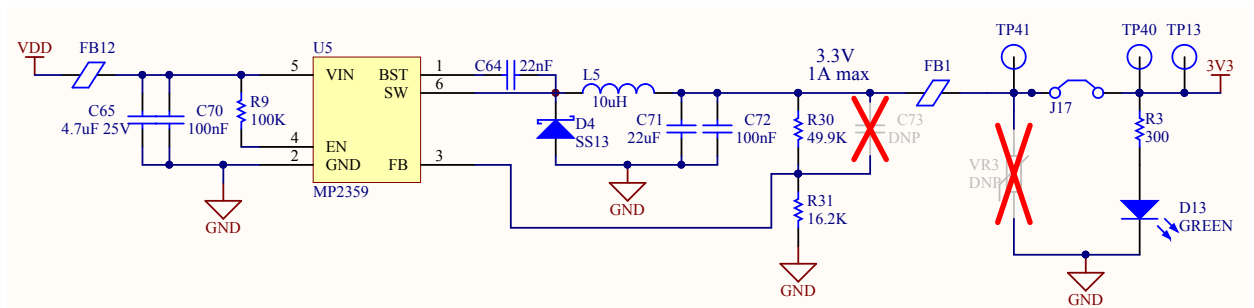 VDD
FB12
C65
4.7uF 25V
C70
100nF
R9
100K
U5
5
VIN
4
EN
2
GND
BST
1
SW
6
FB
3
MP2359
GND
C64
22nF
L5
10uH
D4
SS13
C71
22uF
C72
100nF
GND
3.3V
1A max
R30
49.9K
C73
DNP
R31
16.2K
GND
FB1
TP41
VR3
DNP
J17
TP40
TP13
3V3
R3
300
D13
GREEN
GND